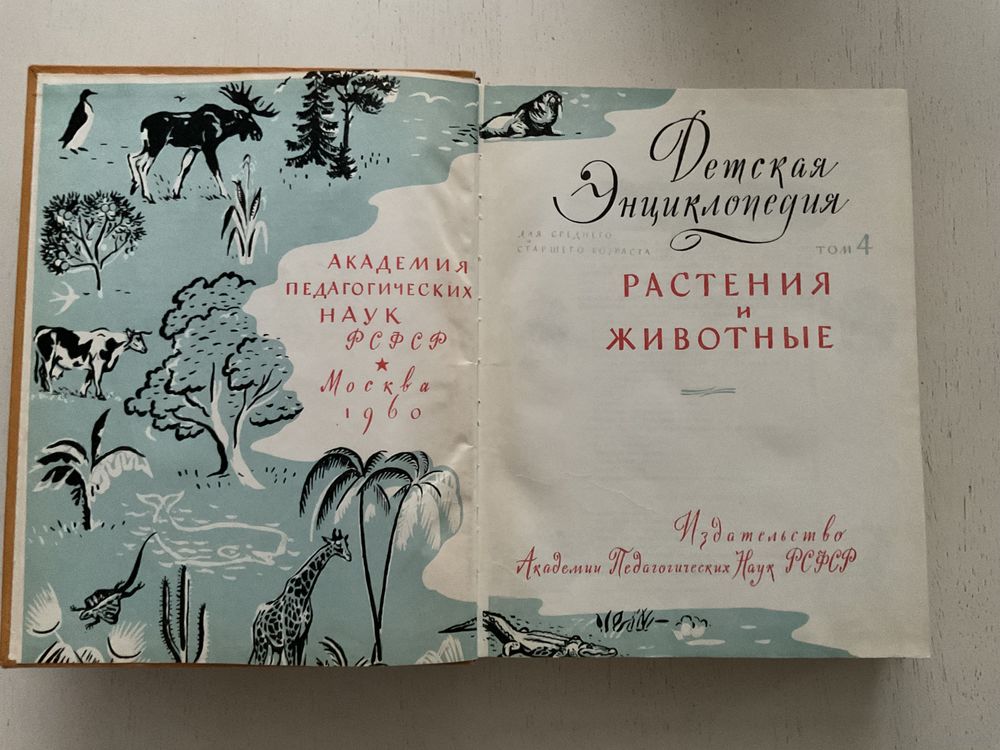 АКАДЕМИЯ
ПЕДАГОГИЧЕСКИХ
НАУК
РСФСР
Москва
1960
Детская
Энциклопедия
ДЛЯ СРЕДНЕГО
И
СТАРШЕГО ВОЗРАСТА
ТОМ 4
РАСТЕНИЯ
И
ЖИВОТНЫЕ
Издательство
Академии Педагогических Наук РСФСР